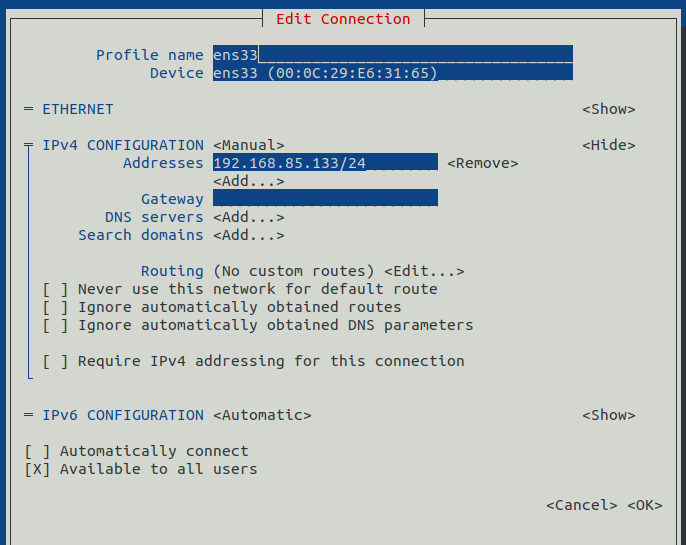 Edit Connection
Profile name ens33
Device ens33 (00:0C:29:E6:31:65)
= ETHERNET <Show>
= IPv4 CONFIGURATION <Manual> <Hide>
Addresses 192.168.85.133/24 <Remove>
<Add...>
Gateway
DNS servers <Add...>
Search domains <Add...>
Routing (No custom routes) <Edit...>
[ ] Never use this network for default route
[ ] Ignore automatically obtained routes
[ ] Ignore automatically obtained DNS parameters
[ ] Require IPv4 addressing for this connection
= IPv6 CONFIGURATION <Automatic> <Show>
[ ] Automatically connect
[X] Available to all users
<Cancel> <OK>